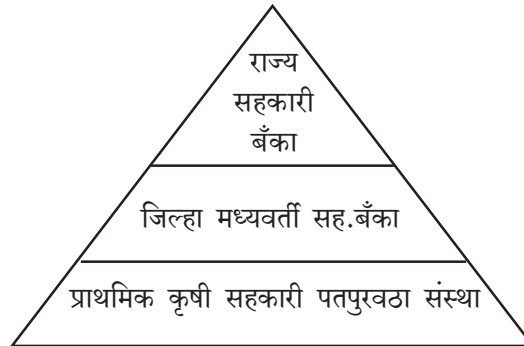 राज्य
सहकारी
बँका
जिल्हा मध्यवर्ती सह.बँका
प्राथमिक कृषी सहकारी पतपुरवठा संस्था